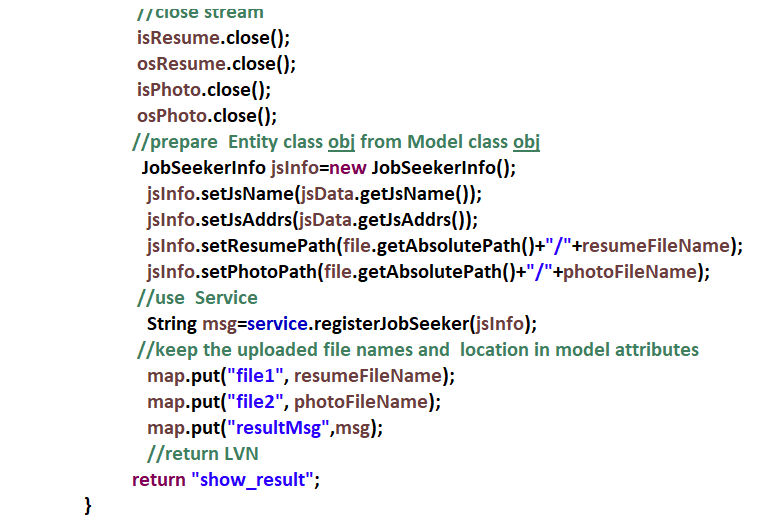 //close stream
isResume.close();
osResume.close();
isPhoto.close();
osPhoto.close();
//prepare  Entity class obj from Model class obj
JobSeekerInfo jsInfo=new JobSeekerInfo();
jsInfo.setJsName(jsData.getJsName());
jsInfo.setJsAddrs(jsData.getJsAddrs());
jsInfo.setResumePath(file.getAbsolutePath()+"/"+resumeFileName);
jsInfo.setPhotoPath(file.getAbsolutePath()+"/"+photoFileName);
//use  Service
String msg=service.registerJobSeeker(jsInfo);
//keep the uploaded file names and  location in model attributes
map.put("file1", resumeFileName);
map.put("file2", photoFileName);
map.put("resultMsg",msg);
//return LVN
return "show_result";
}